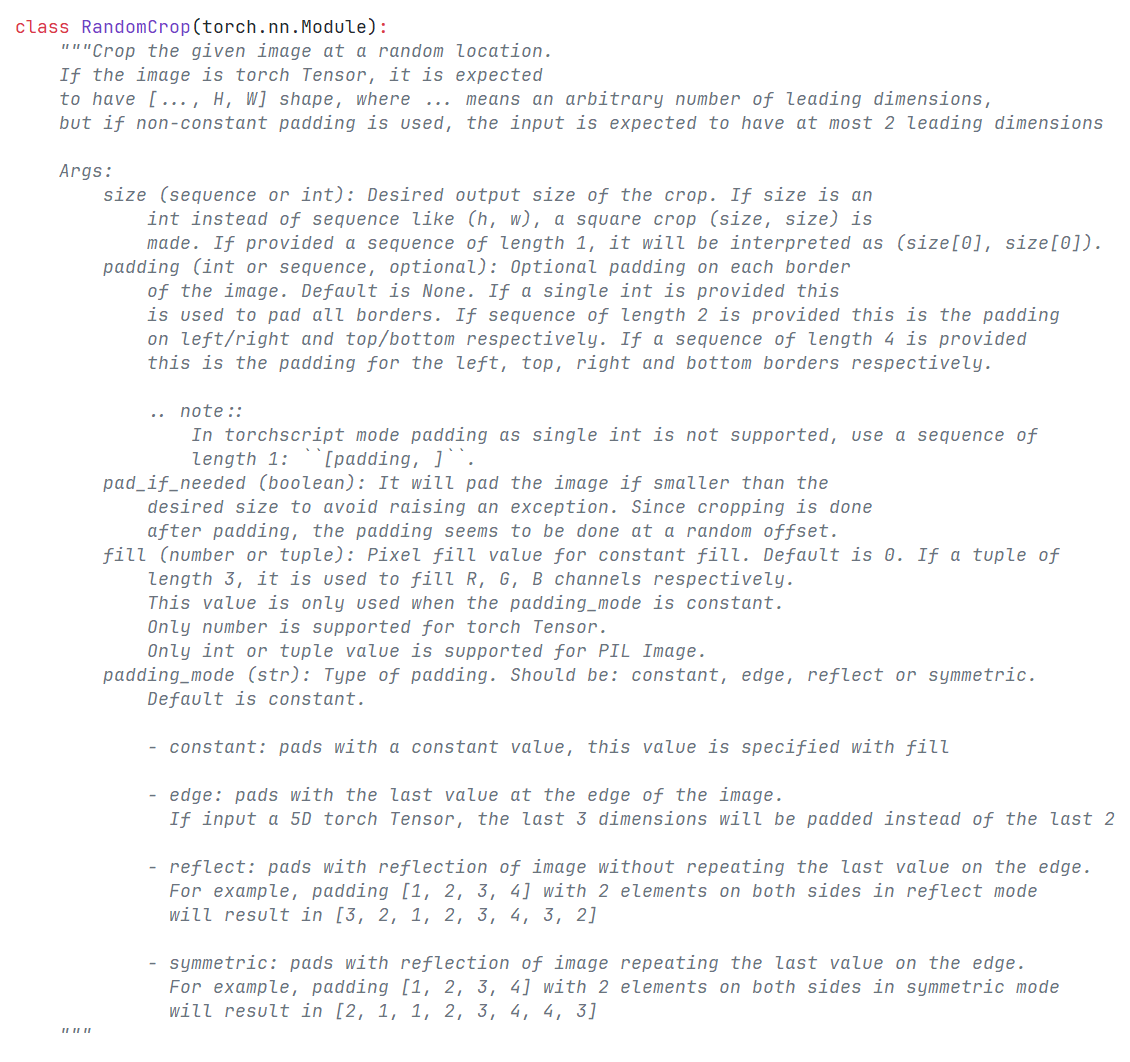 class RandomCrop(torch.nn.Module):
    """Crop the given image at a random location.
    If the image is torch Tensor, it is expected
    to have [..., H, W] shape, where ... means an arbitrary number of leading dimensions,
    but if non-constant padding is used, the input is expected to have at most 2 leading dimensions

    Args:
        size (sequence or int): Desired output size of the crop. If size is an
            int instead of sequence like (h, w), a square crop (size, size) is
            made. If provided a sequence of length 1, it will be interpreted as (size[0], size[0]).
        padding (int or sequence, optional): Optional padding on each border
            of the image. Default is None. If a single int is provided this
            is used to pad all borders. If sequence of length 2 is provided this is the padding
            on left/right and top/bottom respectively. If a sequence of length 4 is provided
            this is the padding for the left, top, right and bottom borders respectively.

            .. note::
                In torchscript mode padding as single int is not supported, use a sequence of
                length 1: ``[padding, ]``.
        pad_if_needed (boolean): It will pad the image if smaller than the
            desired size to avoid raising an exception. Since cropping is done
            after padding, the padding seems to be done at a random offset.
        fill (number or tuple): Pixel fill value for constant fill. Default is 0. If a tuple of
            length 3, it is used to fill R, G, B channels respectively.
            This value is only used when the padding_mode is constant.
            Only number is supported for torch Tensor.
            Only int or tuple value is supported for PIL Image.
        padding_mode (str): Type of padding. Should be: constant, edge, reflect or symmetric.
            Default is constant.

            - constant: pads with a constant value, this value is specified with fill

            - edge: pads with the last value at the edge of the image.
              If input a 5D torch Tensor, the last 3 dimensions will be padded instead of the last 2

            - reflect: pads with reflection of image without repeating the last value on the edge.
              For example, padding [1, 2, 3, 4] with 2 elements on both sides in reflect mode
              will result in [3, 2, 1, 2, 3, 4, 3, 2]

            - symmetric: pads with reflection of image repeating the last value on the edge.
              For example, padding [1, 2, 3, 4] with 2 elements on both sides in symmetric mode
              will result in [2, 1, 1, 2, 3, 4, 4, 3]
    """